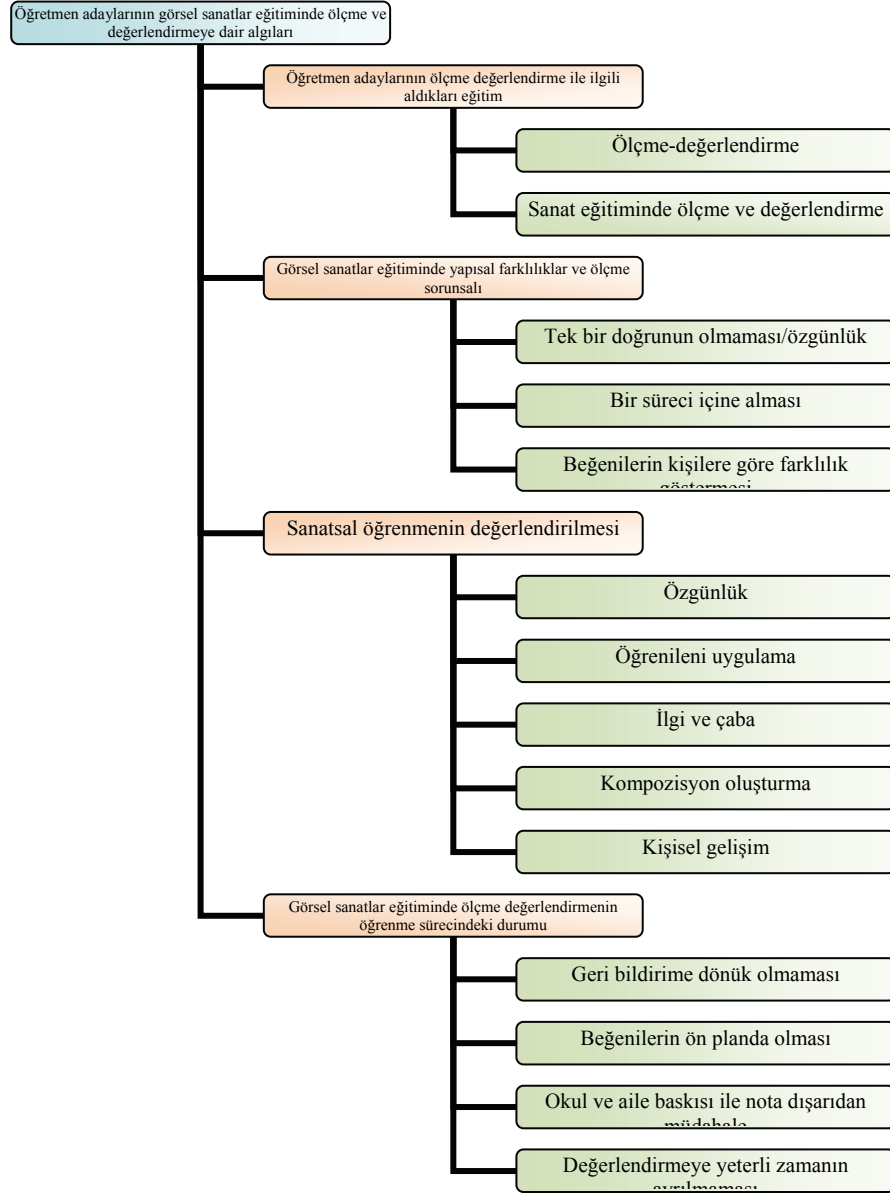 Öğretmen adaylarının görsel sanatlar eğitiminde ölçme ve
değerlendirmeye dair algıları
Öğretmen adaylarının ölçme değerlendirme ile ilgili
aldıkları eğitim
Ölçme-değerlendirme
Sanat eğitiminde ölçme ve değerlendirme
Görsel sanatlar eğitiminde yapısal farklılıklar ve ölçme
sorunsalı
Tek bir doğrunun olmaması/özgünlük
Bir süreci içine alması
Beğenilerin kişilere göre farklılık
göstermesi
Sanatsal öğrenmenin değerlendirilmesi
Özgünlük
Öğrenileni uygulama
İlgi ve çaba
Kompozisyon oluşturma
Kişisel gelişim
Görsel sanatlar eğitiminde ölçme değerlendirmenin
öğrenme sürecindeki durumu
Geri bildirime dönük olmaması
Beğenilerin ön planda olması
Okul ve aile baskısı ile nota dışarıdan
müdahale
Değerlendirmeye yeterli zamanın
ayrılmaması